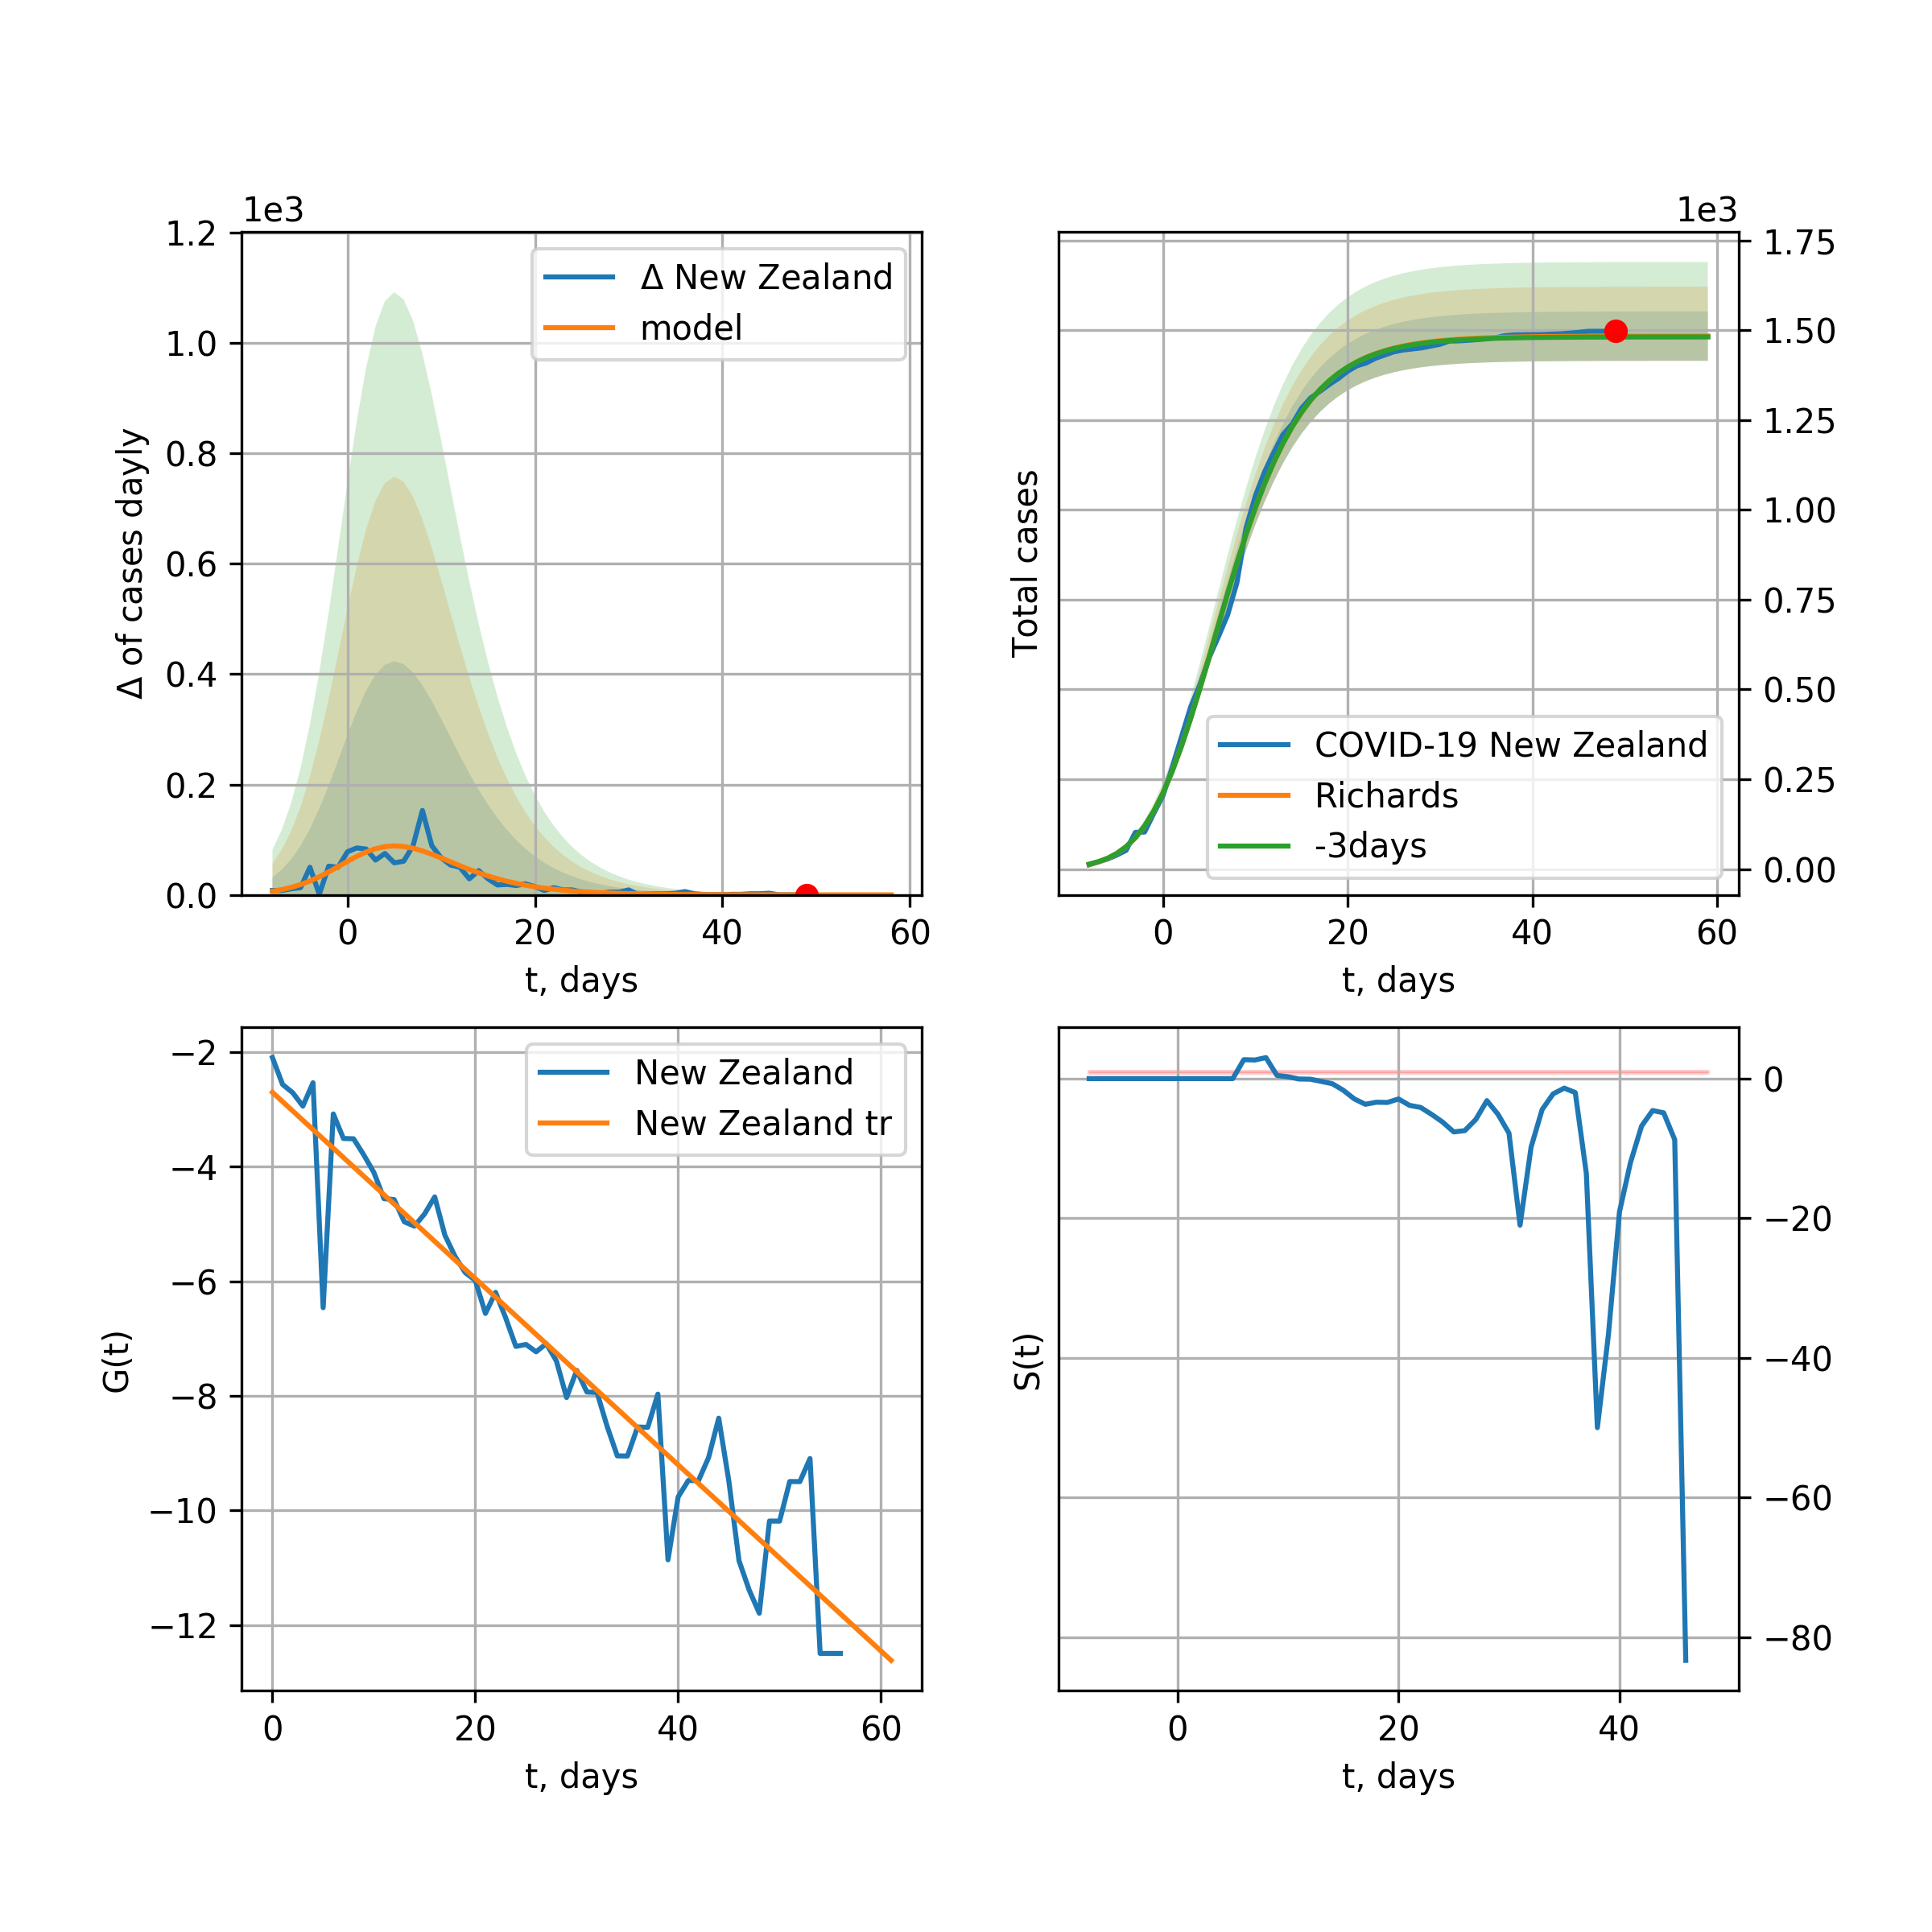 1e3
1.2
1.0
0.8
0.6
0.4
0.2
0.0
Δ of cases dayly
Δ New Zealand
model
0
20
40
60
t, days
1e3
1.75
1.50
1.25
1.00
0.75
0.50
0.25
0.00
Total cases
COVID-19 New Zealand
Richards
-3days
0
20
40
60
t, days
−2
−4
−6
−8
−10
−12
G(t)
New Zealand
New Zealand tr
0
20
40
60
t, days
0
−20
−40
−60
−80
S(t)
0
20
40
t, days